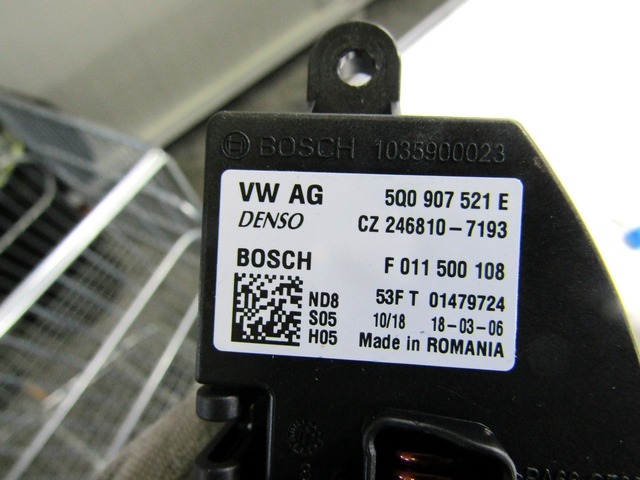 BOSCH 1035900023
VW AG 5Q0 907 521 E
DENSO CZ 246810-7193
BOSCH F 011 500 108
ND8 53F T 01479724
S05 10/18 18-03-06
H05 Made in ROMANIA